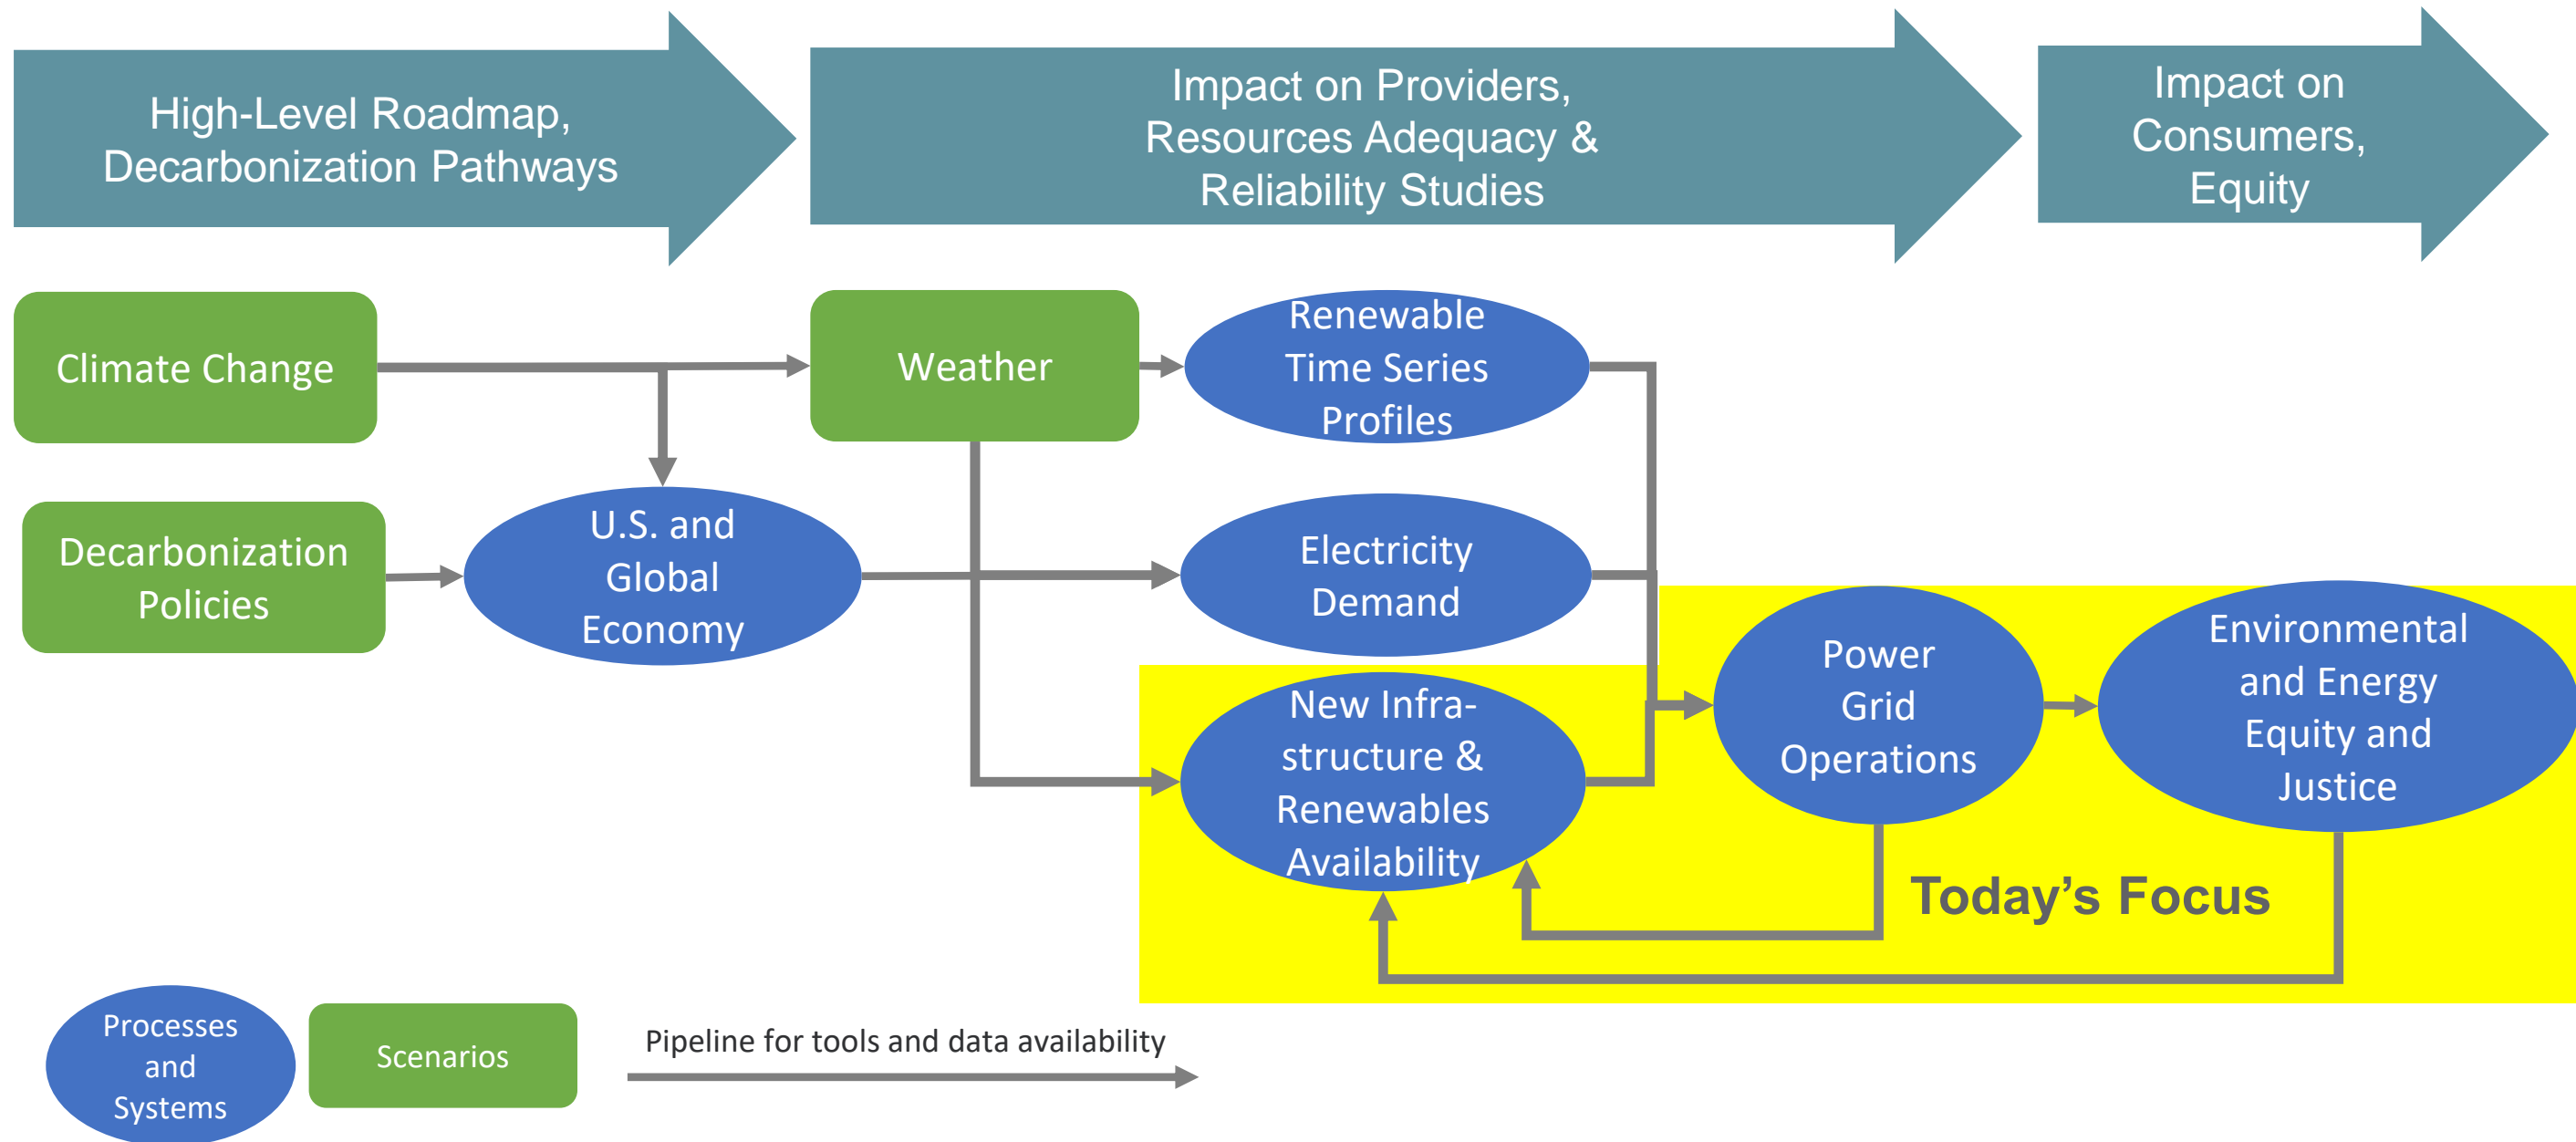 High-Level Roadmap,
Decarbonization Pathways
Impact on Providers,
Resources Adequacy &
Reliability Studies
Impact on
Consumers,
Equity
Climate Change
Weather
Renewable
Time Series
Profiles
Decarbonization
Policies
U.S. and
Global
Economy
Electricity
Demand
New Infra-
structure &
Renewables
Availability
Power
Grid
Operations
Environmental
and Energy
Equity and
Justice
Today’s Focus
Processes
and
Systems
Scenarios
Pipeline for tools and data availability